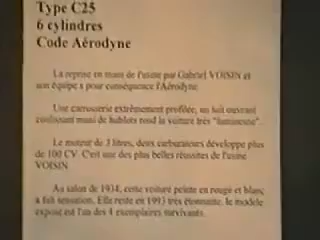 Type C25
6 cylindres
Code Aérodyne
La reprise en mains de l'usine par Gabriel VOISIN et
son équipe a pour conséquence l'Aérodyne.
Une carrosserie extrêmement profilée, un toit ouvrant
coulissant muni de hublots rend la voiture très "lumineuse".
Le moteur de 3 litres, deux carburateurs développe plus
de 100 CV. C'est une des plus belles réussites de l'usine
VOISIN.
Au salon de 1934, cette voiture peinte en rouge et blanc
a fait sensation. Elle reste en 1993 très étonnante, le modèle
exposé est l'un des 4 exemplaires survivants.